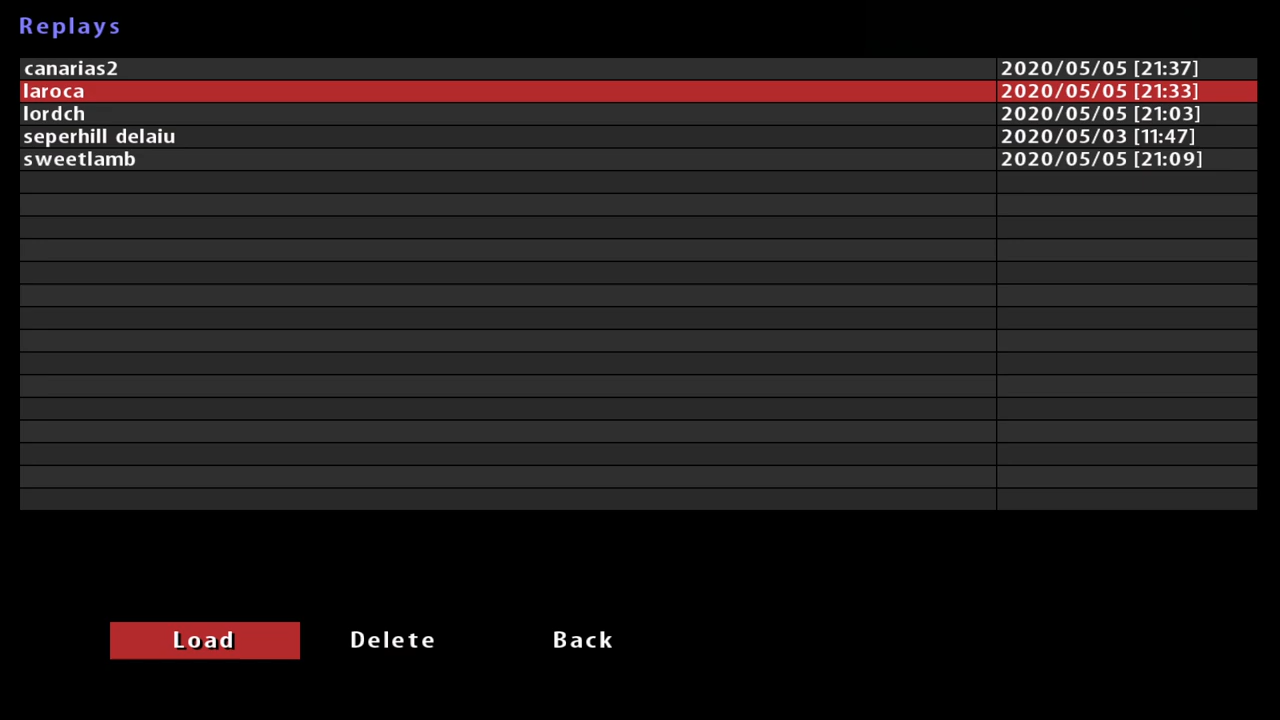 Replays
canarias2 2020/05/05 [21:37]
laroca 2020/05/05 [21:33]
lordch 2020/05/05 [21:03]
seperhill delaiu 2020/05/03 [11:47]
sweetlamb 2020/05/05 [21:09]
Load Delete Back